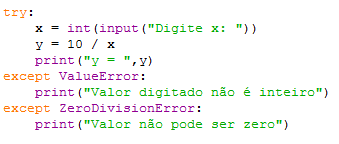 try:
    x = int(input("Digite x: "))
    y = 10 / x
    print("y = ",y)
except ValueError:
    print("Valor digitado não é inteiro")
except ZeroDivisionError:
    print("Valor não pode ser zero")